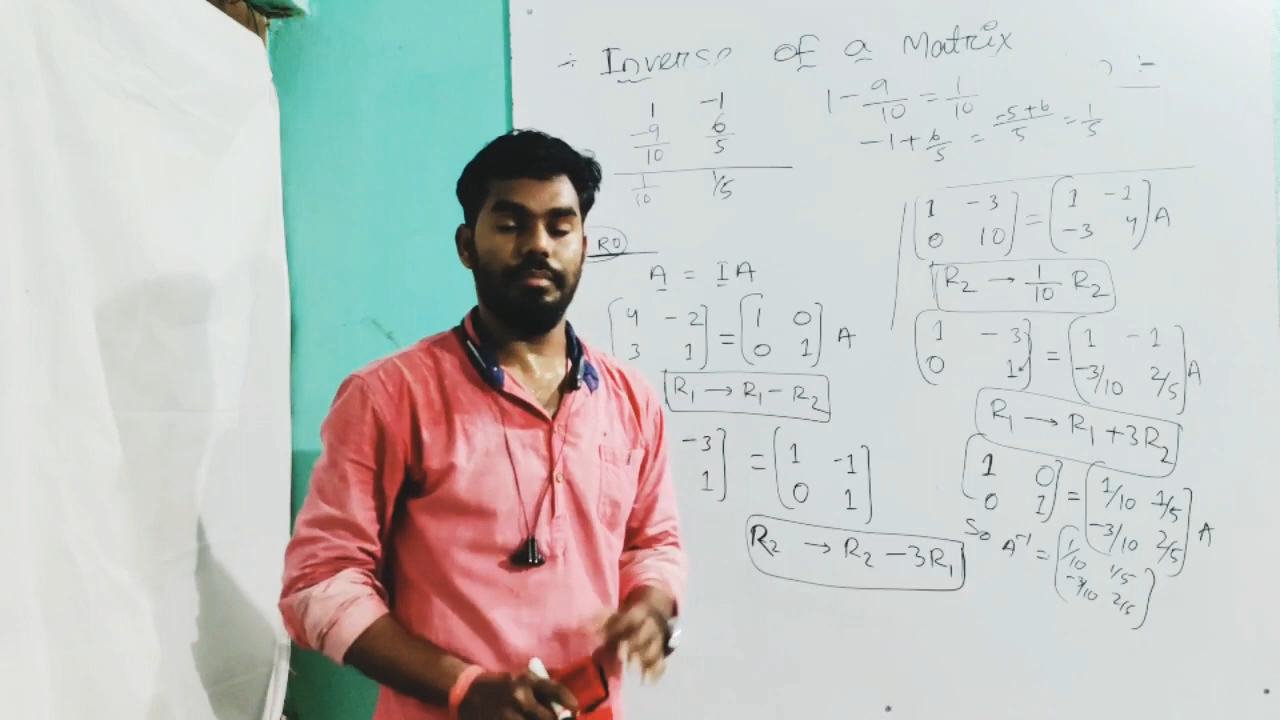 ÷ Inverse of a Matrix :-
1 -1
-9/10 6/5
1/10 1/5
1 - 9/10 = 1/10
-1 + 6/5 = (-5+6)/5 = 1/5
RO
A = IA
[4 -2; 3 1] = [1 0; 0 1] A
R₁ → R₁ - R₂
-3; 1] = [1 -1; 0 1]
R₂ → R₂ - 3R₁
[1 -3; 0 10] = [1 -1; -3 4] A
R₂ → 1/10 R₂
[1 -3; 0 1] = [1 -1; -3/10 2/5] A
R₁ → R₁ + 3R₂
[1 0; 0 1] = [1/10 1/5; -3/10 2/5] A
So A⁻¹ = [1/10 1/5; -3/10 2/5]